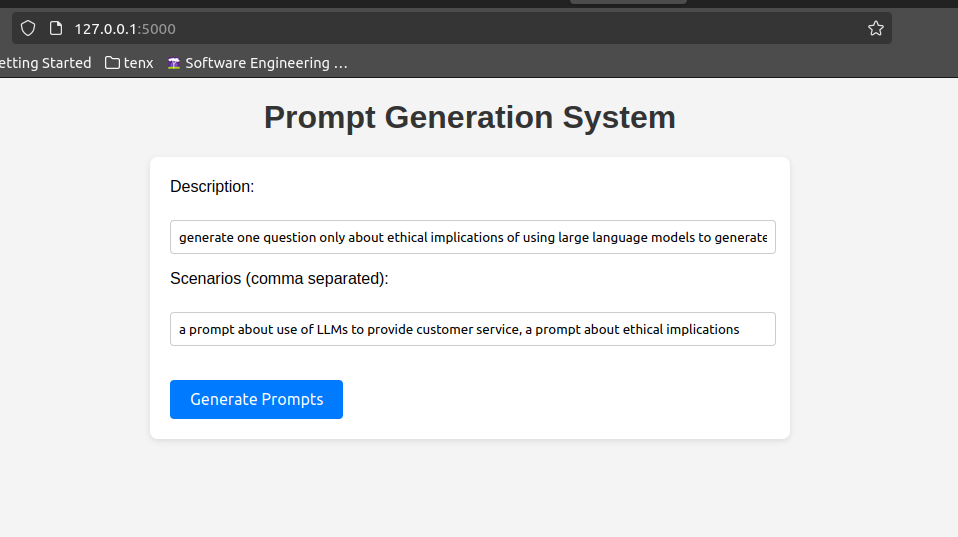 127.0.0.1:5000
etting Started tenx Software Engineering ...
Prompt Generation System
Description:
generate one question only about ethical implications of using large language models to generate
Scenarios (comma separated):
a prompt about use of LLMs to provide customer service, a prompt about ethical implications
Generate Prompts